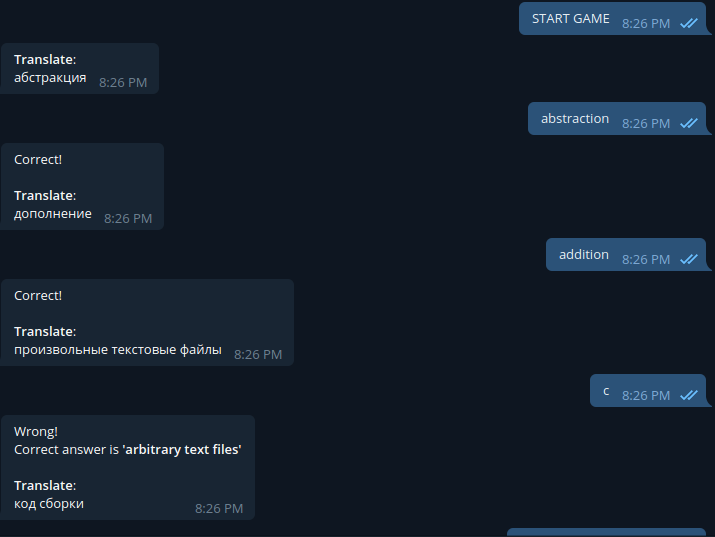 START GAME 8:26 PM
Translate:
абстракция 8:26 PM
abstraction 8:26 PM
Correct!
Translate:
дополнение 8:26 PM
addition 8:26 PM
Correct!
Translate:
произвольные текстовые файлы 8:26 PM
c 8:26 PM
Wrong!
Correct answer is 'arbitrary text files'
Translate:
код сборки 8:26 PM